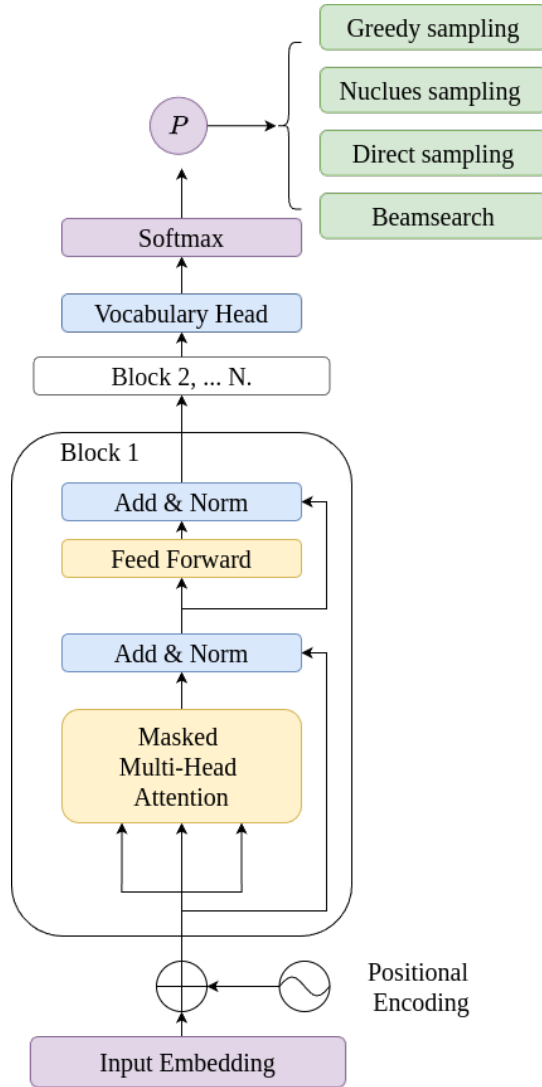 Greedy sampling
Nuclues sampling
P
Direct sampling
Beamsearch
Softmax
Vocabulary Head
Block 2, ... N.
Block 1
Add & Norm
Feed Forward
Add & Norm
Masked
Multi-Head
Attention
Positional
Encoding
Input Embedding